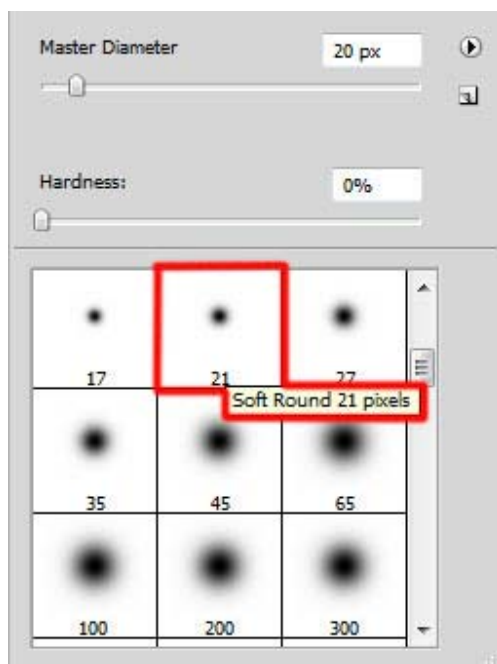 Master Diameter 20 px
Hardness: 0%
17 21 27
Soft Round 21 pixels
35 45 65
100 200 300